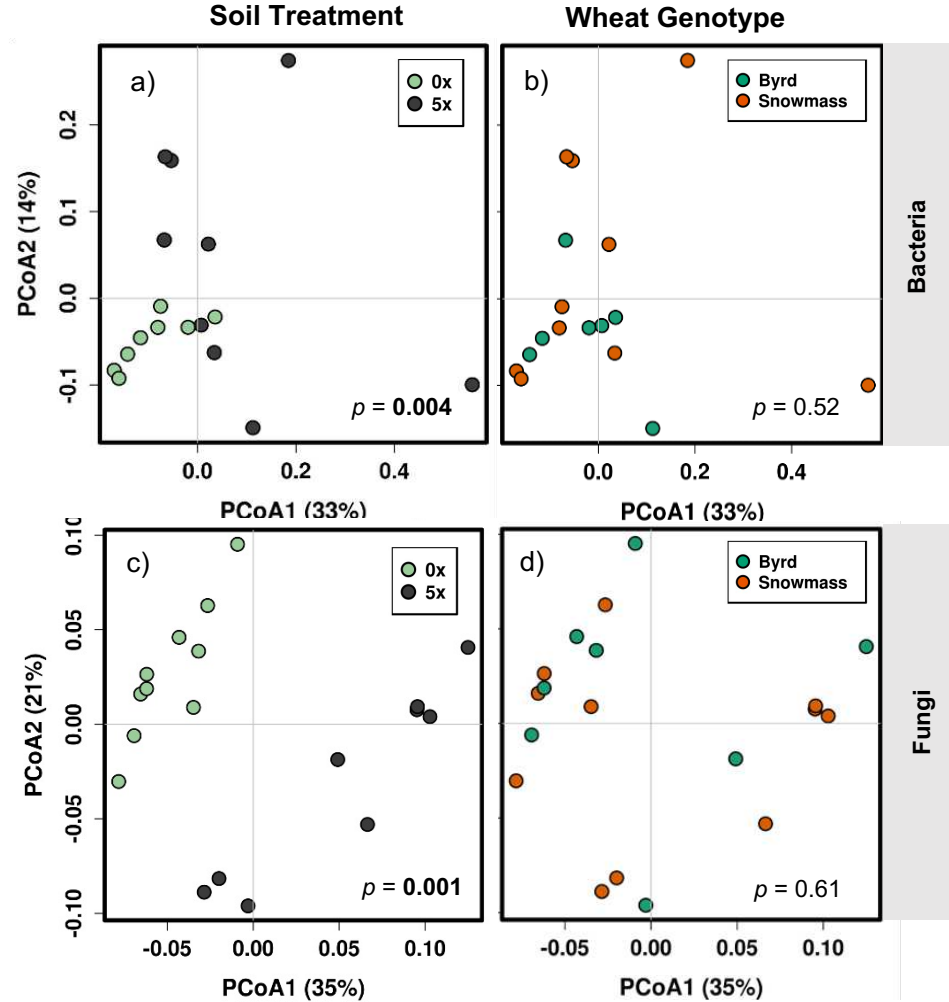 Soil Treatment
Wheat Genotype
a)
0x
5x
p = 0.004
PCoA2 (14%)
0.2
0.1
0.0
-0.1
0.0
0.2
0.4
PCoA1 (33%)
b)
Byrd
Snowmass
p = 0.52
0.0
0.2
0.4
PCoA1 (33%)
Bacteria
c)
0x
5x
p = 0.001
PCoA2 (21%)
0.10
0.05
0.00
-0.05
-0.10
-0.05
0.00
0.05
0.10
PCoA1 (35%)
d)
Byrd
Snowmass
p = 0.61
-0.05
0.00
0.05
0.10
PCoA1 (35%)
Fungi